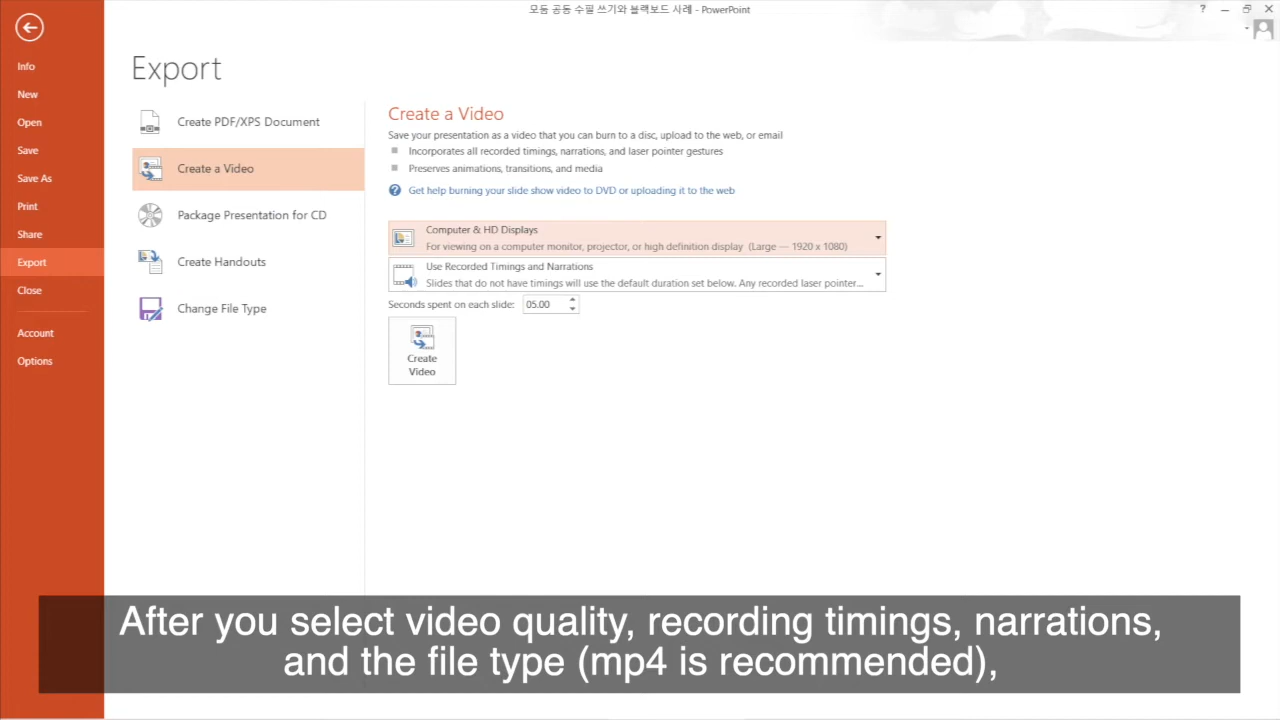 모둠 공동 수필 쓰기와 블랙보드 사례 - PowerPoint
?
Info
New
Open
Save
Save As
Print
Share
Export
Close
Account
Options
Export
Create PDF/XPS Document
Create a Video
Package Presentation for CD
Create Handouts
Change File Type
Create a Video
Save your presentation as a video that you can burn to a disc, upload to the web, or email
Incorporates all recorded timings, narrations, and laser pointer gestures
Preserves animations, transitions, and media
? Get help burning your slide show video to DVD or uploading it to the web
Computer & HD Displays
For viewing on a computer monitor, projector, or high definition display (Large — 1920 x 1080)
Use Recorded Timings and Narrations
Slides that do not have timings will use the default duration set below. Any recorded laser pointer...
Seconds spent on each slide: 05.00
Create
Video
After you select video quality, recording timings, narrations,
and the file type (mp4 is recommended),